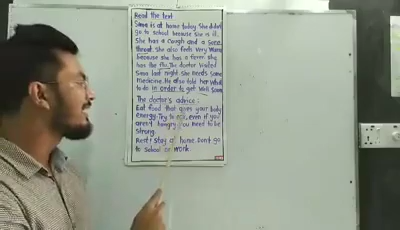 Read the text
Sana is at home today. She didn't
go to school because she is ill.
She has a cough and a sore
throat. She also feels very warm
because she has a fever. She
has the flu. The doctor visited
Sana last night. She needs some
medicine. He also told her what
to do in order to get well soon.
The doctor's advice:
Eat food that gives your body
energy. Try to eat, even if you
aren't hungry. You need to be
strong.
Rest! Stay at home. Don't go
to school or work